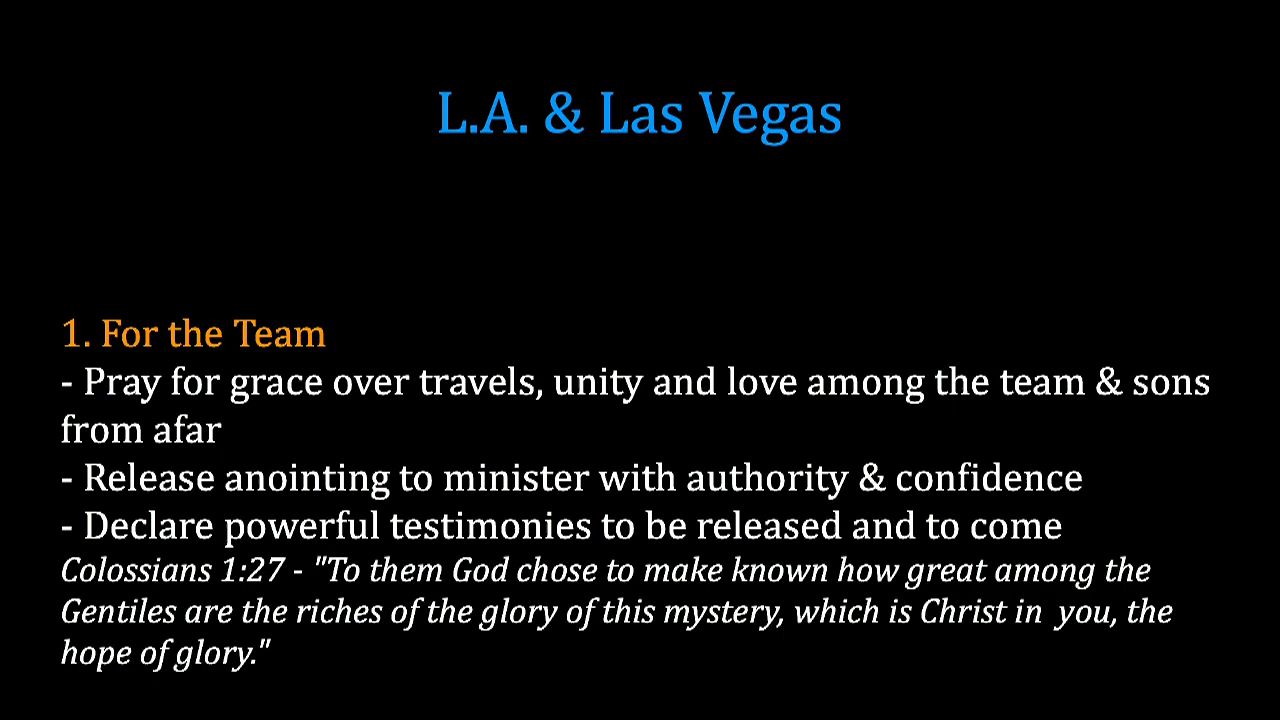 L.A. & Las Vegas
1. For the Team
- Pray for grace over travels, unity and love among the team & sons
from afar
- Release anointing to minister with authority & confidence
- Declare powerful testimonies to be released and to come
Colossians 1:27 - "To them God chose to make known how great among the
Gentiles are the riches of the glory of this mystery, which is Christ in  you, the
hope of glory."